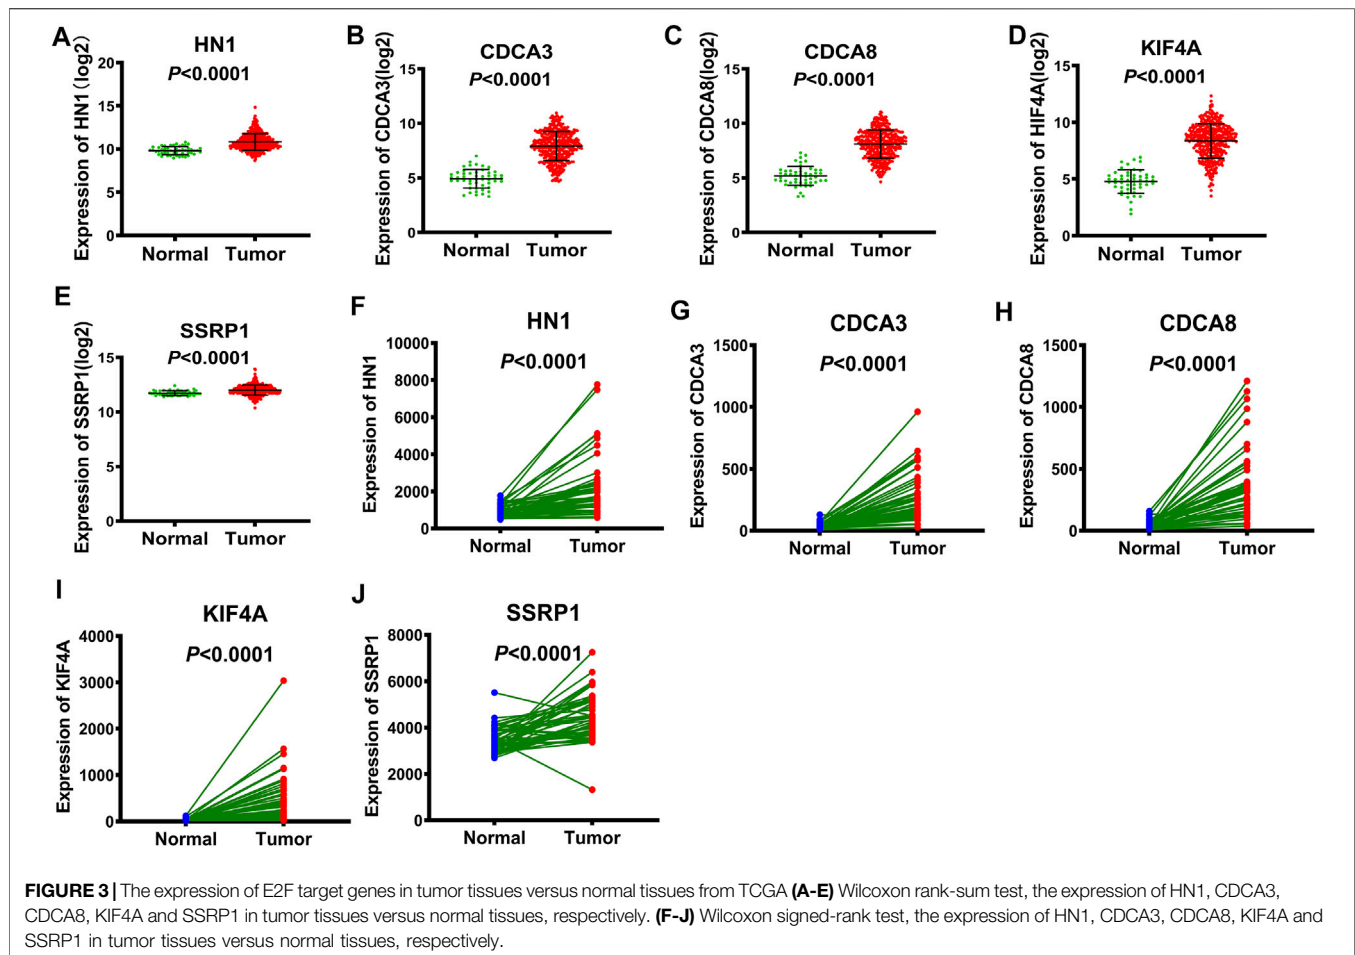 A
HN1
P<0.0001
Expression of HN1(log2)
20
15
10
5
0
Normal Tumor
B
CDCA3
P<0.0001
Expression of CDCA3(log2)
15
10
5
0
Normal Tumor
C
CDCA8
P<0.0001
Expression of CDCA8(log2)
15
10
5
0
Normal Tumor
D
KIF4A
P<0.0001
Expression of HIF4A(log2)
15
10
5
0
Normal Tumor
E
SSRP1
P<0.0001
Expression of SSRP1(log2)
15
10
5
0
Normal Tumor
F
HN1
P<0.0001
Expression of HN1
10000
8000
6000
4000
2000
0
Normal Tumor
G
CDCA3
P<0.0001
Expression of CDCA3
1500
1000
500
0
Normal Tumor
H
CDCA8
P<0.0001
Expression of CDCA8
1500
1000
500
0
Normal Tumor
I
KIF4A
P<0.0001
Expression of KIF4A
4000
3000
2000
1000
0
Normal Tumor
J
SSRP1
P<0.0001
Expression of SSRP1
8000
6000
4000
2000
0
Normal Tumor
FIGURE 3 | The expression of E2F target genes in tumor tissues versus normal tissues from TCGA (A-E) Wilcoxon rank-sum test, the expression of HN1, CDCA3,
CDCA8, KIF4A and SSRP1 in tumor tissues versus normal tissues, respectively. (F-J) Wilcoxon signed-rank test, the expression of HN1, CDCA3, CDCA8, KIF4A and
SSRP1 in tumor tissues versus normal tissues, respectively.